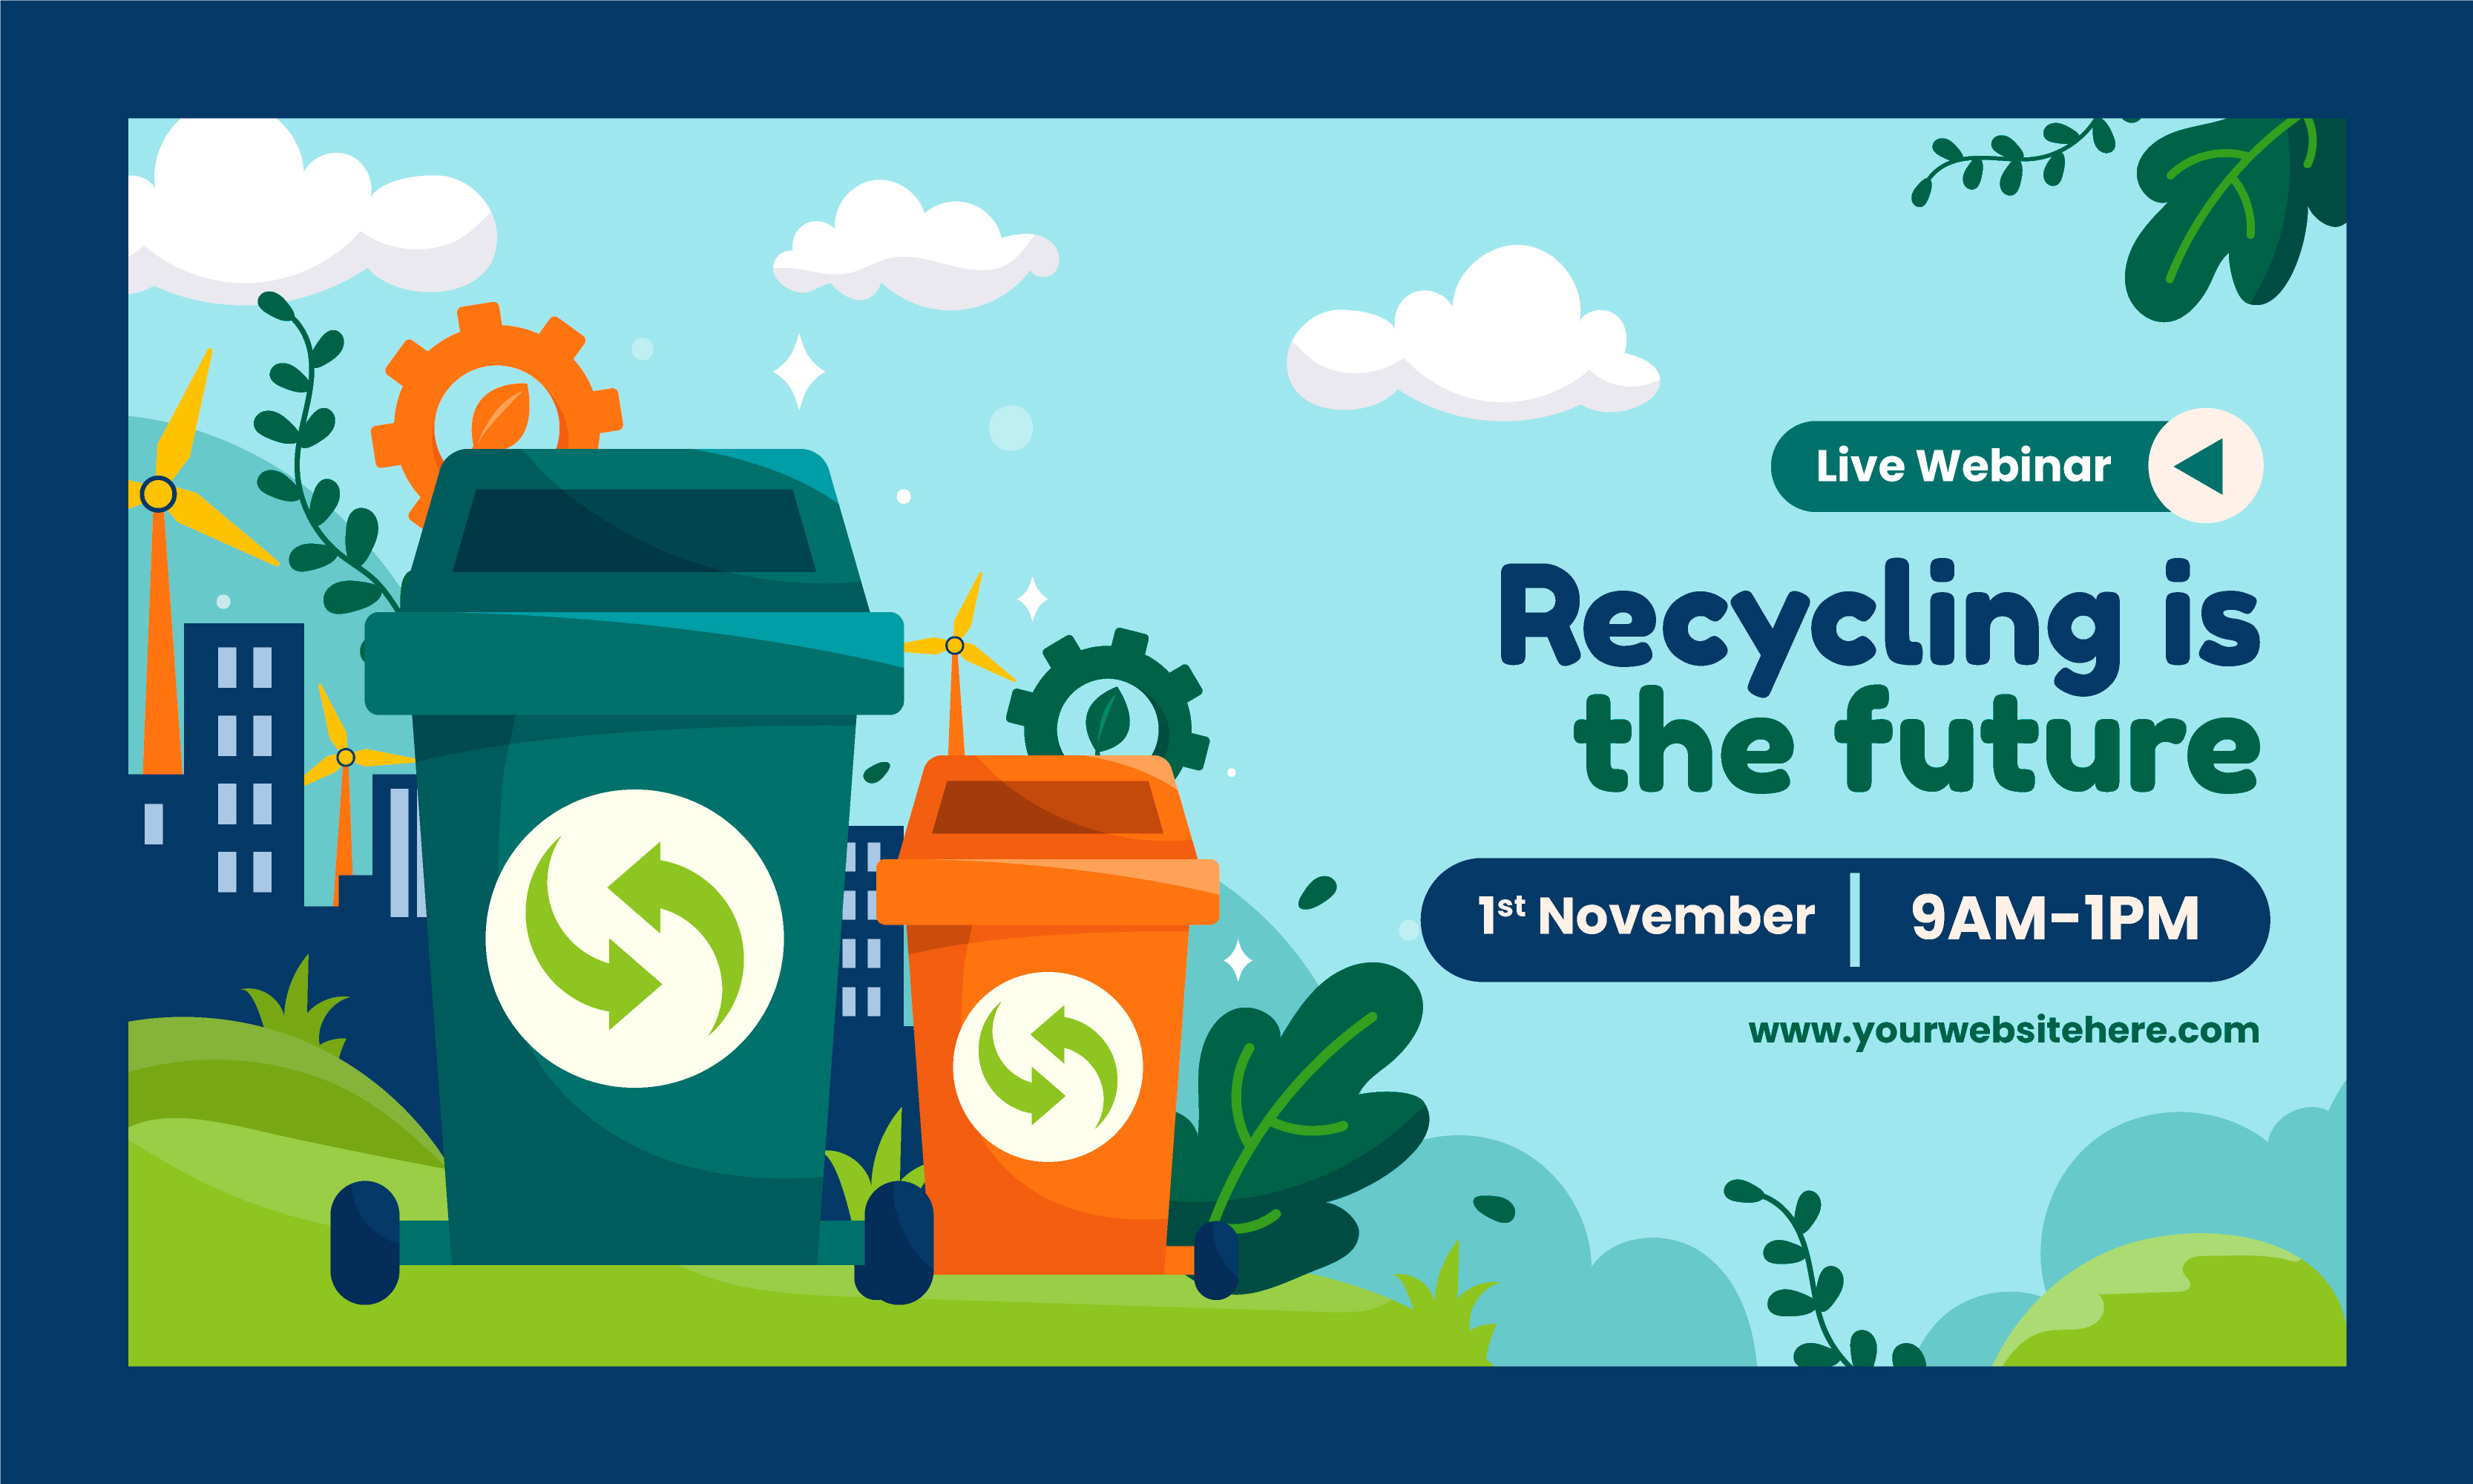 Live Webinar
Recycling is
the future
1st November | 9AM–1PM
www.yourwebsitehere.com